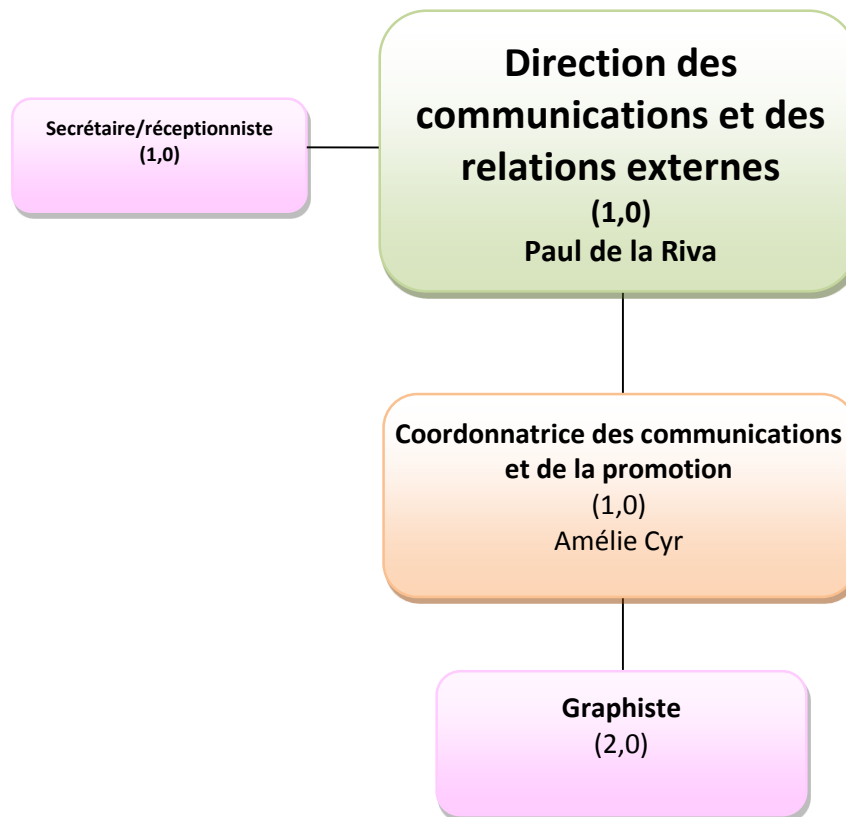 Direction des
communications et des
relations externes
(1,0)
Paul de la Riva
Secrétaire/réceptionniste
(1,0)
Coordonnatrice des communications
et de la promotion
(1,0)
Amélie Cyr
Graphiste
(2,0)